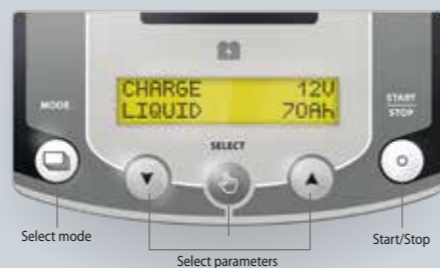 CHARGE 12V
LIQUID 70Ah
MODE
START
STOP
SELECT
Select mode
Start/Stop
Select parameters